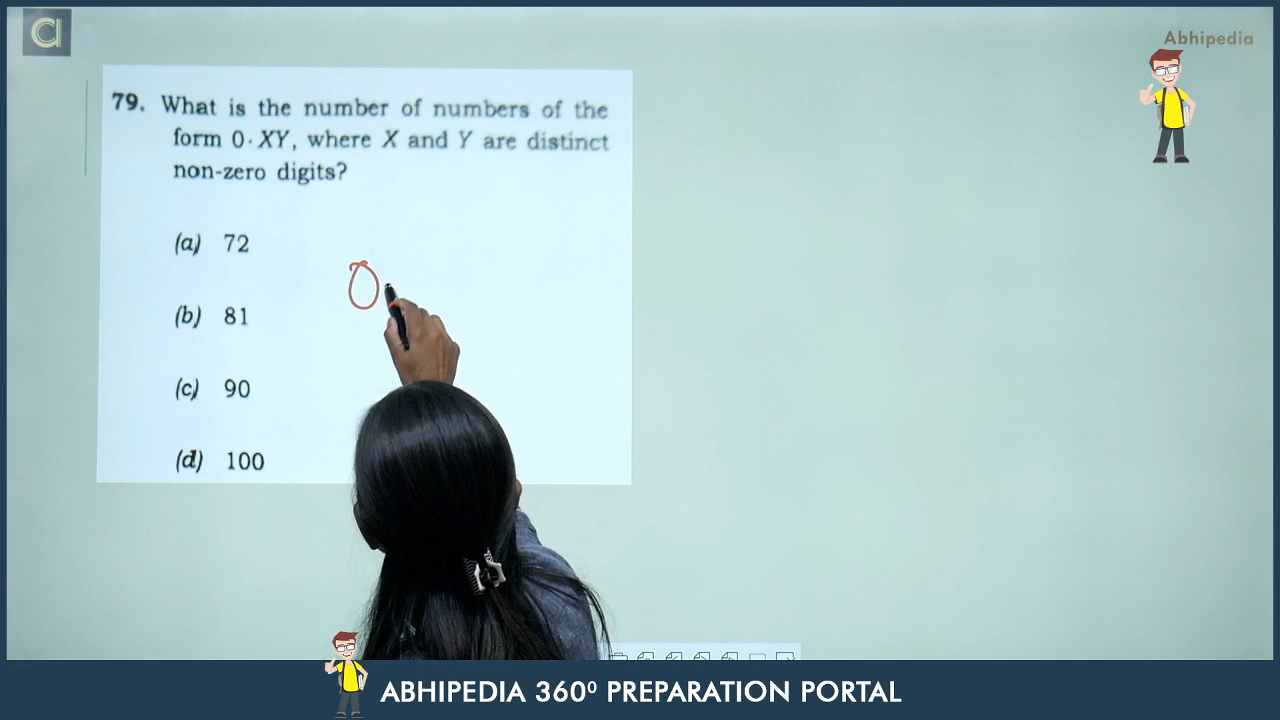 a
Abhipedia
79. What is the number of numbers of the
form 0·XY, where X and Y are distinct
non-zero digits?
(a) 72
0
(b) 81
(c) 90
(d) 100
ABHIPEDIA 360⁰ PREPARATION PORTAL